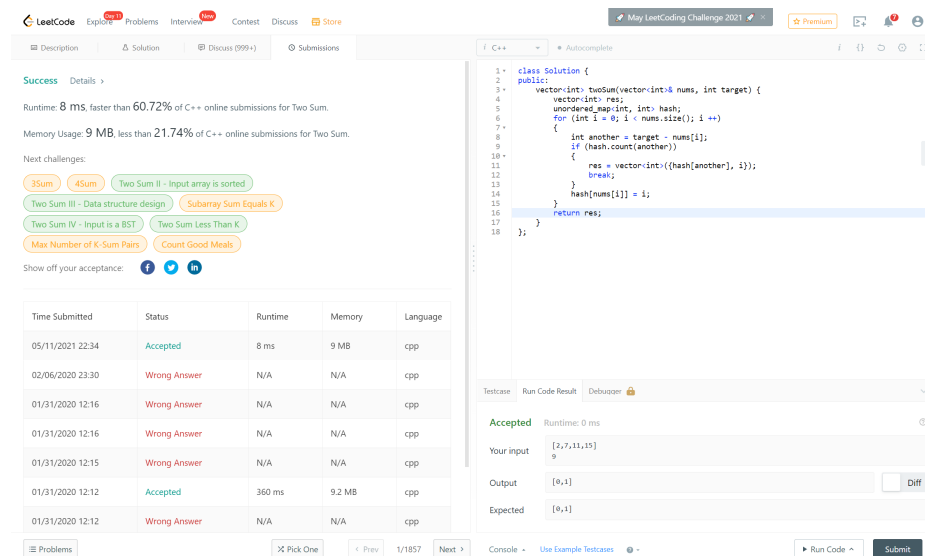 LeetCode Explore Day 11 Problems Interview New Contest Discuss Store
🚀 May LeetCoding Challenge 2021 🚀 ×
Premium
7
Description Solution Discuss (999+) Submissions
Success Details >
Runtime: 8 ms, faster than 60.72% of C++ online submissions for Two Sum.
Memory Usage: 9 MB, less than 21.74% of C++ online submissions for Two Sum.
Next challenges:
3Sum 4Sum Two Sum II - Input array is sorted
Two Sum III - Data structure design Subarray Sum Equals K
Two Sum IV - Input is a BST Two Sum Less Than K
Max Number of K-Sum Pairs Count Good Meals
Show off your acceptance:
Time Submitted Status Runtime Memory Language
05/11/2021 22:34 Accepted 8 ms 9 MB cpp
02/06/2020 23:30 Wrong Answer N/A N/A cpp
01/31/2020 12:16 Wrong Answer N/A N/A cpp
01/31/2020 12:16 Wrong Answer N/A N/A cpp
01/31/2020 12:15 Wrong Answer N/A N/A cpp
01/31/2020 12:12 Accepted 360 ms 9.2 MB cpp
01/31/2020 12:12 Wrong Answer N/A N/A cpp
Problems Pick One < Prev 1/1857 Next >
i C++ Autocomplete i {}
1 class Solution {
2 public:
3 vector<int> twoSum(vector<int>& nums, int target) {
4 vector<int> res;
5 unordered_map<int, int> hash;
6 for (int i = 0; i < nums.size(); i ++)
7 {
8 int another = target - nums[i];
9 if (hash.count(another))
10 {
11 res = vector<int>({hash[another], i});
12 break;
13 }
14 hash[nums[i]] = i;
15 }
16 return res;
17 }
18 };
Testcase Run Code Result Debugger
Accepted Runtime: 0 ms
Your input
[2,7,11,15]
9
Output [0,1] Diff
Expected [0,1]
Console Use Example Testcases Run Code Submit